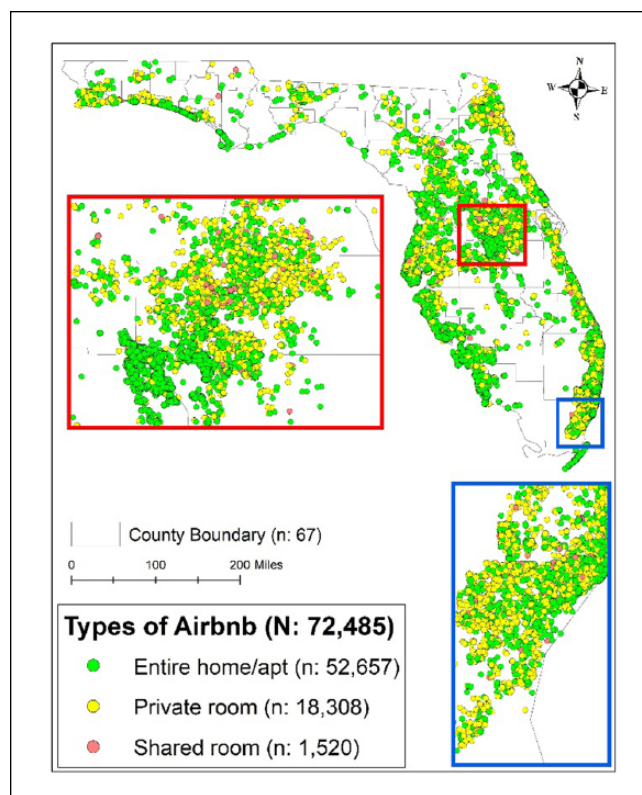 N
W E
S
County Boundary (n: 67)
0 100 200 Miles
Types of Airbnb (N: 72,485)
Entire home/apt (n: 52,657)
Private room (n: 18,308)
Shared room (n: 1,520)